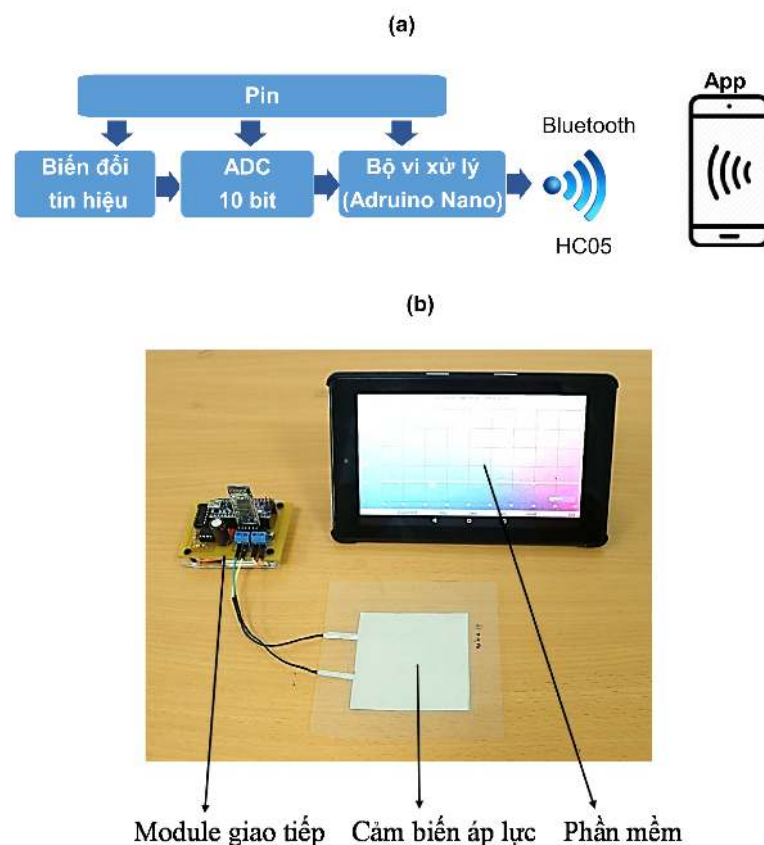 (a)
Pin
Biến đổi
tín hiệu
ADC
10 bit
Bộ vi xử lý
(Adruino Nano)
Bluetooth
HC05
App
(b)
Module giao tiếp
Cảm biến áp lực
Phần mềm